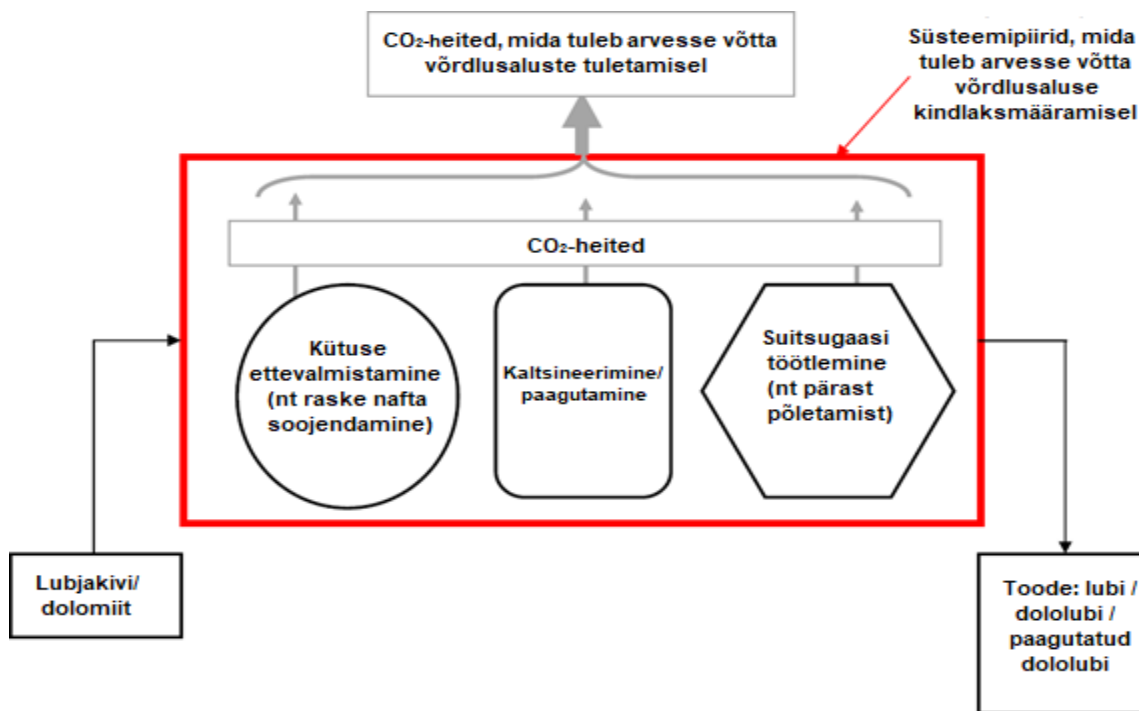 CO₂-heited, mida tuleb arvesse võtta
võrdlusaluste tuletamisel
Süsteemipiirid, mida
tuleb arvesse võtta
võrdlusaluse
kindlaksmääramisel
CO₂-heited
Kütuse
ettevalmistamine
(nt raske nafta
soojendamine)
Kaltsineerimine/
paagutamine
Suitsugaasi
töötlemine
(nt pärast
põletamist)
Lubjakivi/
dolomiit
Toode: lubi /
dololubi /
paagutatud
dololubi